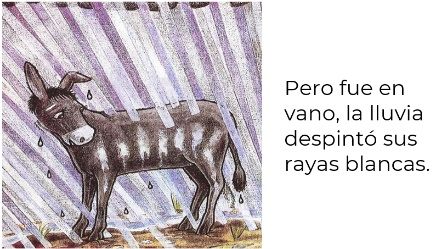 Pero fue en
vano, la lluvia
despintó sus
rayas blancas.